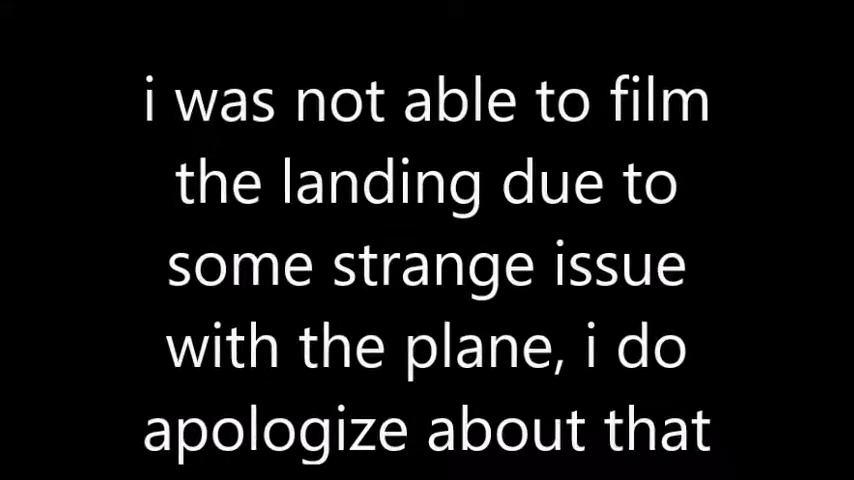 i was not able to film
the landing due to
some strange issue
with the plane, i do
apologize about that